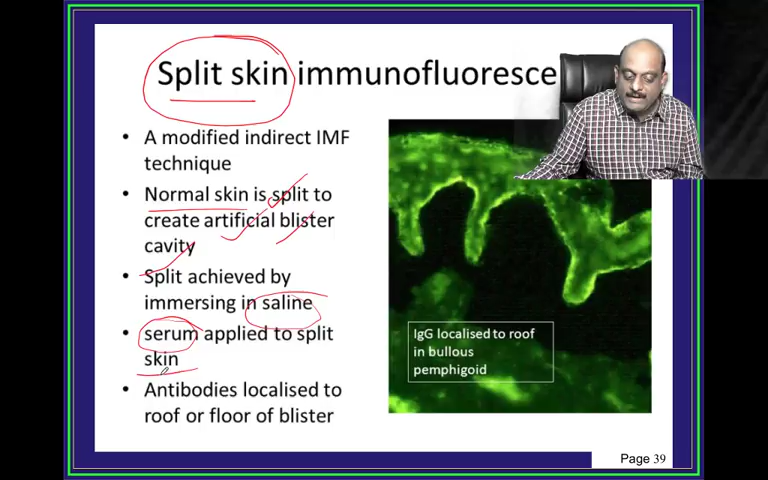 Split skin immunofluoresce
• A modified indirect IMF
technique
• Normal skin is split to
create artificial blister
cavity
• Split achieved by
immersing in saline
• serum applied to split
skin
• Antibodies localised to
roof or floor of blister
IgG localised to roof
in bullous
pemphigoid
Page 39